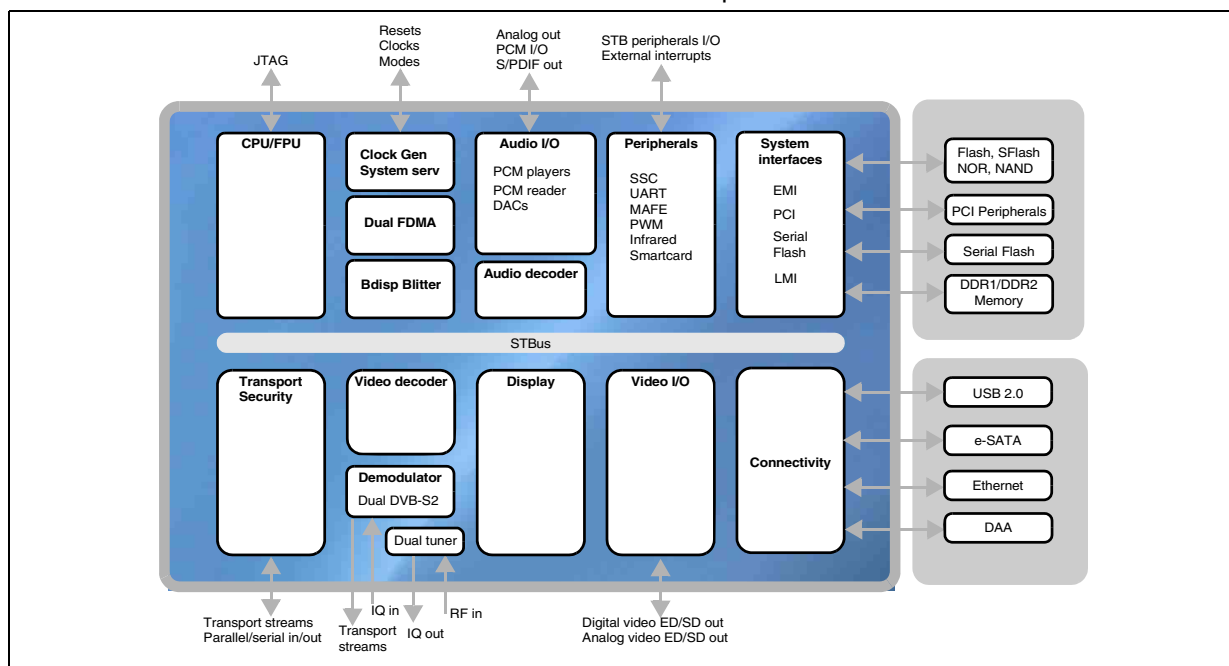 JTAG
Resets
Clocks
Modes
Analog out
PCM I/O
S/PDIF out
STB peripherals I/O
External interrupts
CPU/FPU
Clock Gen
System serv
Dual FDMA
Bdisp Blitter
Audio I/O
PCM players
PCM reader
DACs
Audio decoder
Peripherals
SSC
UART
MAFE
PWM
Infrared
Smartcard
System
interfaces
EMI
PCI
Serial
Flash
LMI
Flash, SFlash
NOR, NAND
PCI Peripherals
Serial Flash
DDR1/DDR2
Memory
STBus
Transport
Security
Video decoder
Demodulator
Dual DVB-S2
Dual tuner
Display
Video I/O
Connectivity
USB 2.0
e-SATA
Ethernet
DAA
Transport streams
Parallel/serial in/out
IQ in
Transport
streams
IQ out
RF in
Digital video ED/SD out
Analog video ED/SD out